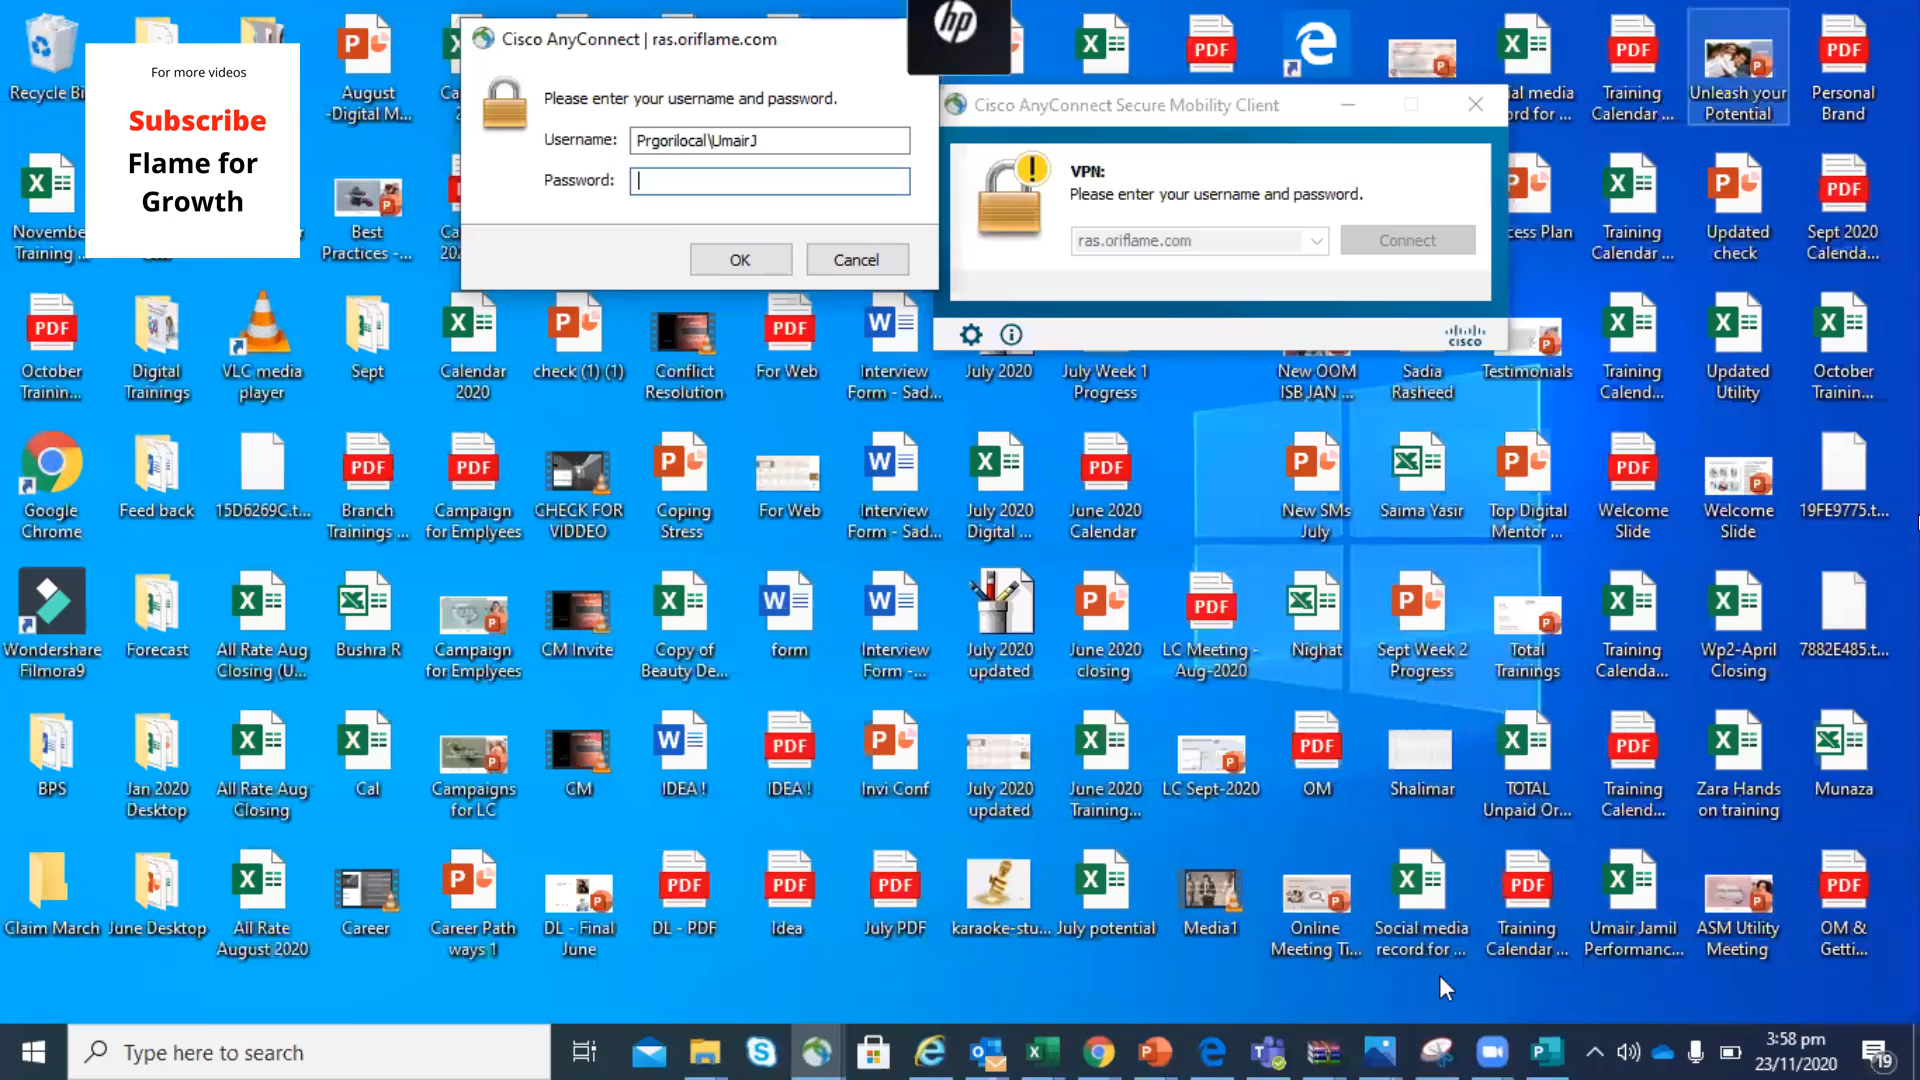 For more videos
Subscribe
Flame for
Growth
Cisco AnyConnect | ras.oriflame.com
Please enter your username and password.
Username: Prgorilocal\UmairJ
Password:
OK
Cancel
hp
Cisco AnyConnect Secure Mobility Client
VPN:
Please enter your username and password.
ras.oriflame.com
Connect
CISCO
August
-Digital M...
Training
Calendar ...
Unleash your
Potential
Personal
Brand
November
Training ...
Best
Practices -...
Training
Calendar ...
Updated
check
Sept 2020
Calenda...
October
Trainin...
Digital
Trainings
VLC media
player
Sept
Calendar
2020
check (1) (1)
Conflict
Resolution
For Web
Interview
Form - Sad...
July 2020
July Week 1
Progress
New OOM
ISB JAN ...
Sadia
Rasheed
Testimonials
Training
Calend...
Updated
Utility
October
Trainin...
Google
Chrome
Feed back
15D6269C.t...
Branch
Trainings ...
Campaign
for Emplyees
CHECK FOR
VIDDEO
Coping
Stress
For Web
Interview
Form - Sad...
July 2020
Digital ...
June 2020
Calendar
New SMs
July
Saima Yasir
Top Digital
Mentor ...
Welcome
Slide
Welcome
Slide
19FE9775.t...
Wondershare
Filmora9
Forecast
All Rate Aug
Closing (U...
Bushra R
Campaign
for Emplyees
CM Invite
Copy of
Beauty De...
form
Interview
Form -...
July 2020
updated
June 2020
closing
LC Meeting -
Aug-2020
Nighat
Sept Week 2
Progress
Total
Trainings
Training
Calenda...
Wp2-April
Closing
7882E485.t...
BPS
Jan 2020
Desktop
All Rate Aug
Closing
Cal
Campaigns
for LC
CM
IDEA !
IDEA !
Invi Conf
July 2020
updated
June 2020
Training...
LC Sept-2020
OM
Shalimar
TOTAL
Unpaid Or...
Training
Calend...
Zara Hands
on training
Munaza
Claim March
June Desktop
All Rate
August 2020
Career
Career Path
ways 1
DL - Final
June
DL - PDF
Idea
July PDF
karaoke-stu...
July potential
Media1
Online
Meeting Ti...
Social media
record for ...
Training
Calendar ...
Umair Jamil
Performanc...
ASM Utility
Meeting
OM &
Getti...
Type here to search
3:58 pm
23/11/2020
19